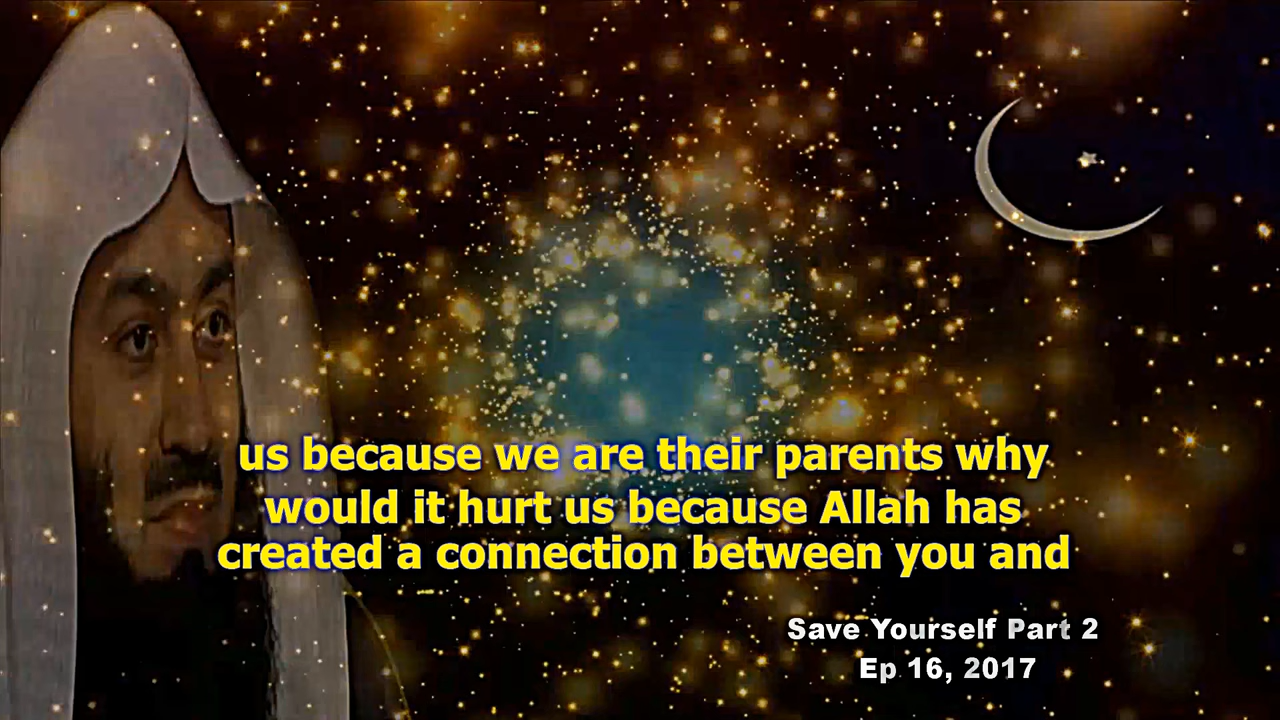 us because we are their parents why
would it hurt us because Allah has
created a connection between you and
Save Yourself Part 2
Ep 16, 2017